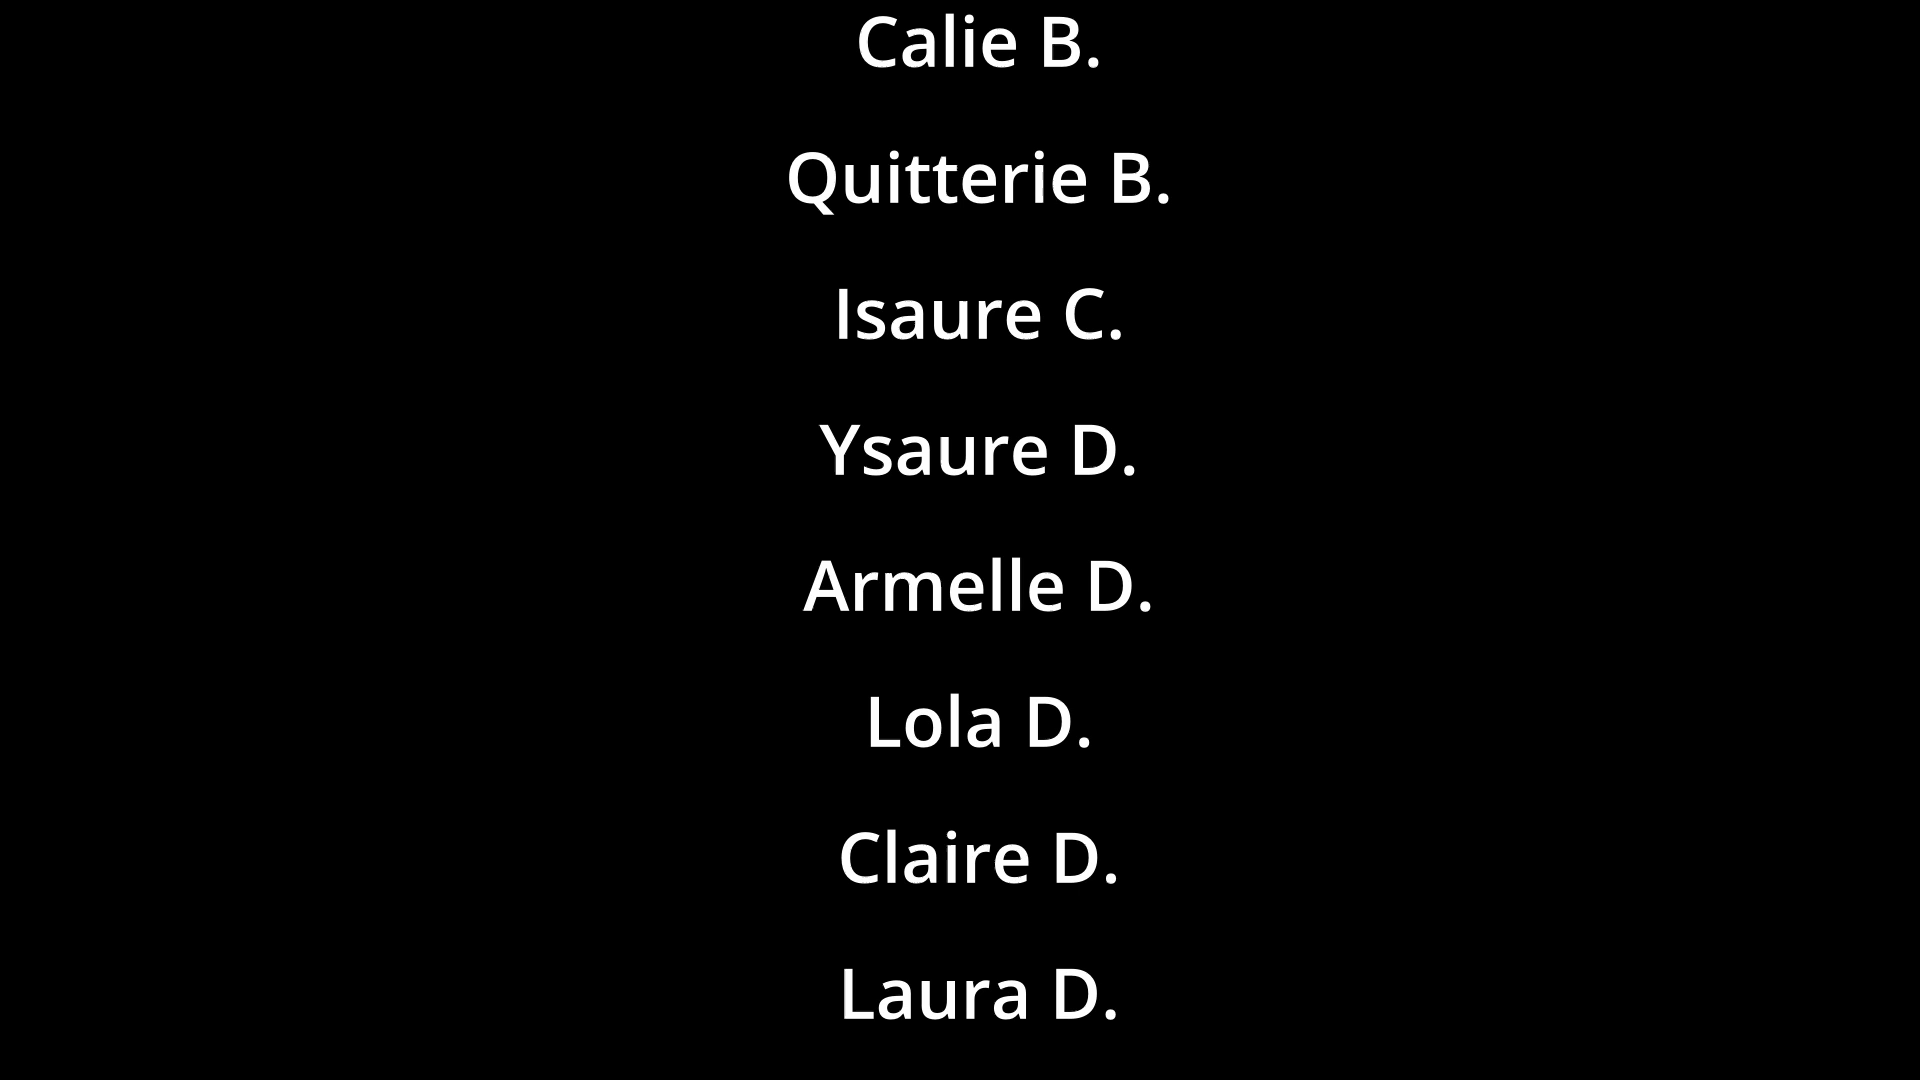 Calie B.
Quitterie B.
Isaure C.
Ysaure D.
Armelle D.
Lola D.
Claire D.
Laura D.